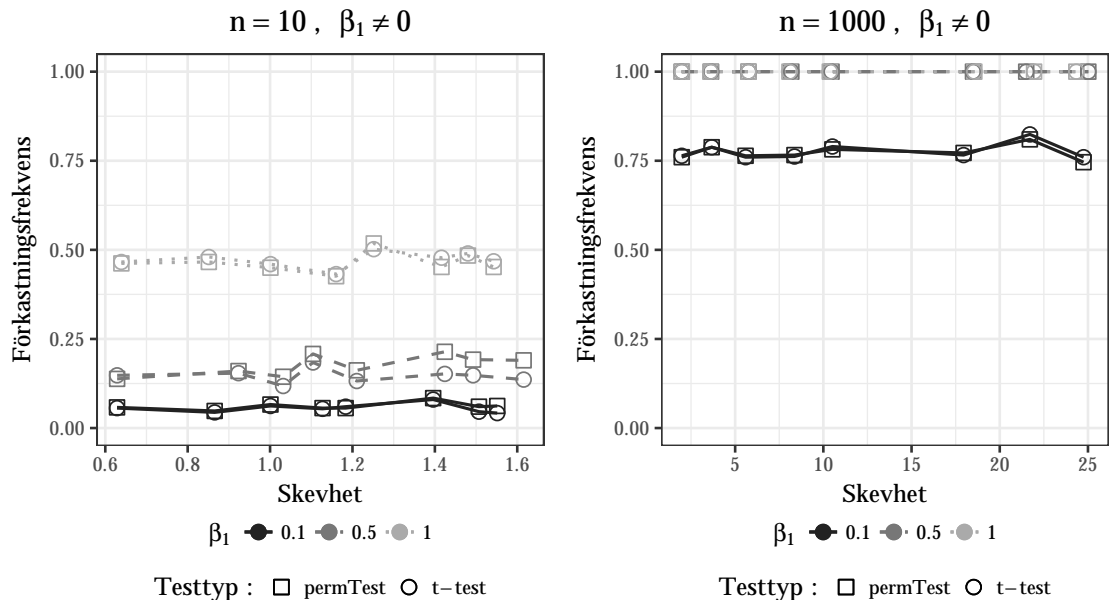 n = 10 , β₁ ≠ 0
Förkastningsfrekvens
1.00
0.75
0.50
0.25
0.00
0.6 0.8 1.0 1.2 1.4 1.6
Skevhet
β₁ 0.1 0.5 1
Testtyp : permTest t−test
n = 1000 , β₁ ≠ 0
Förkastningsfrekvens
1.00
0.75
0.50
0.25
0.00
5 10 15 20 25
Skevhet
β₁ 0.1 0.5 1
Testtyp : permTest t−test